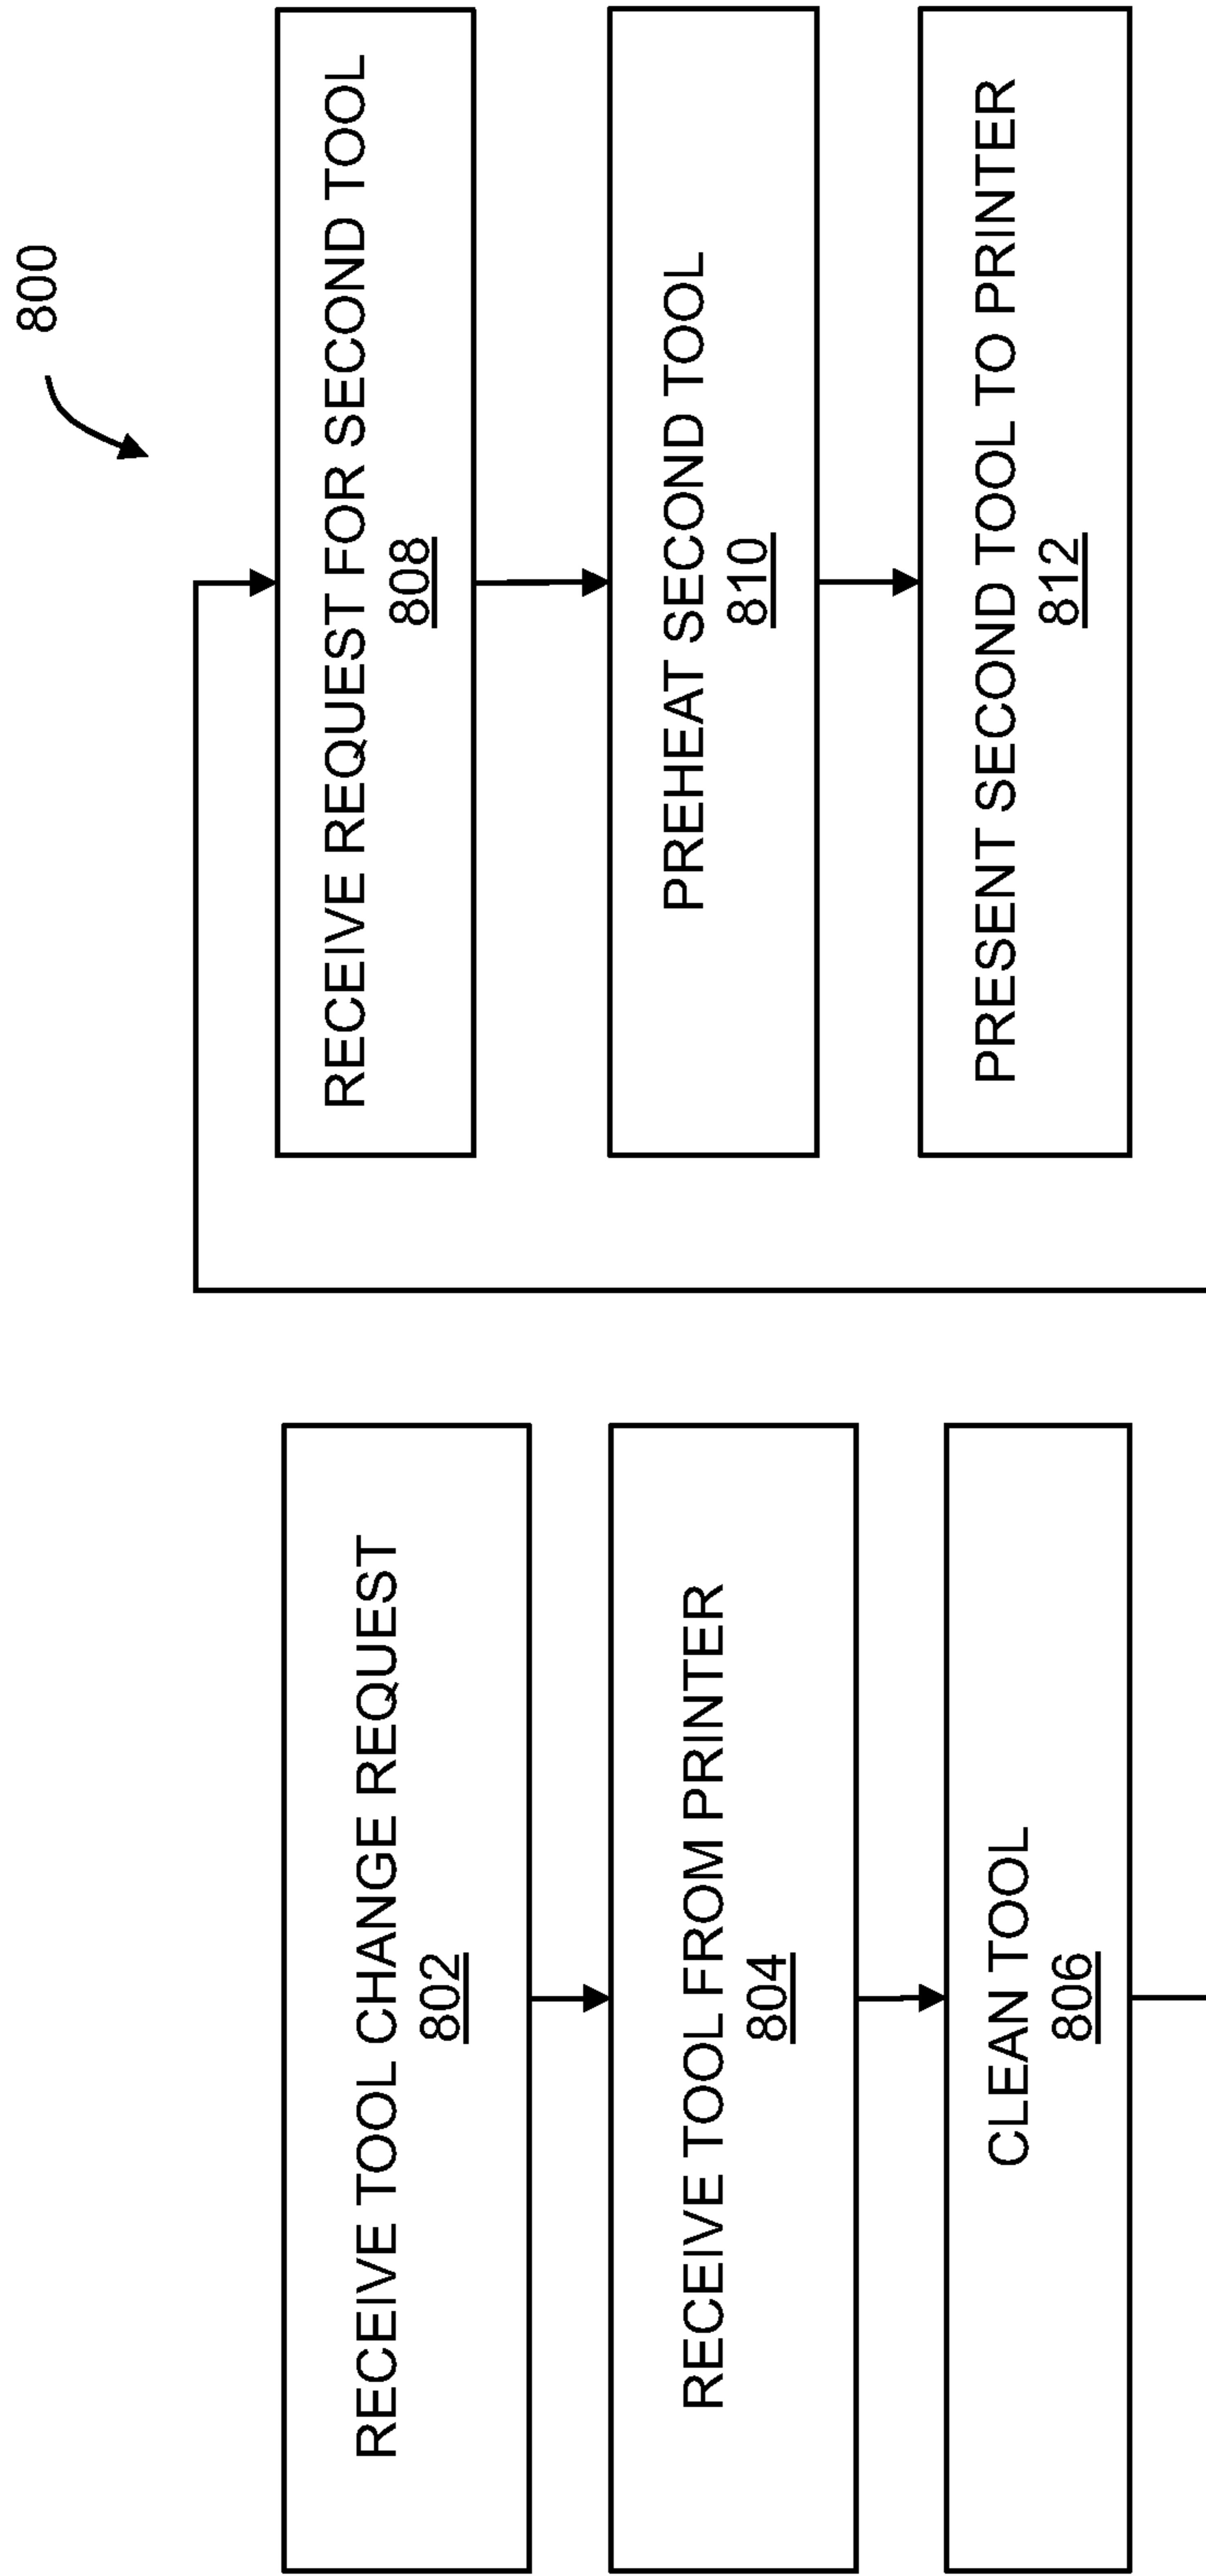 800
RECEIVE TOOL CHANGE REQUEST
802
RECEIVE TOOL FROM PRINTER
804
CLEAN TOOL
806
RECEIVE REQUEST FOR SECOND TOOL
808
PREHEAT SECOND TOOL
810
PRESENT SECOND TOOL TO PRINTER
812